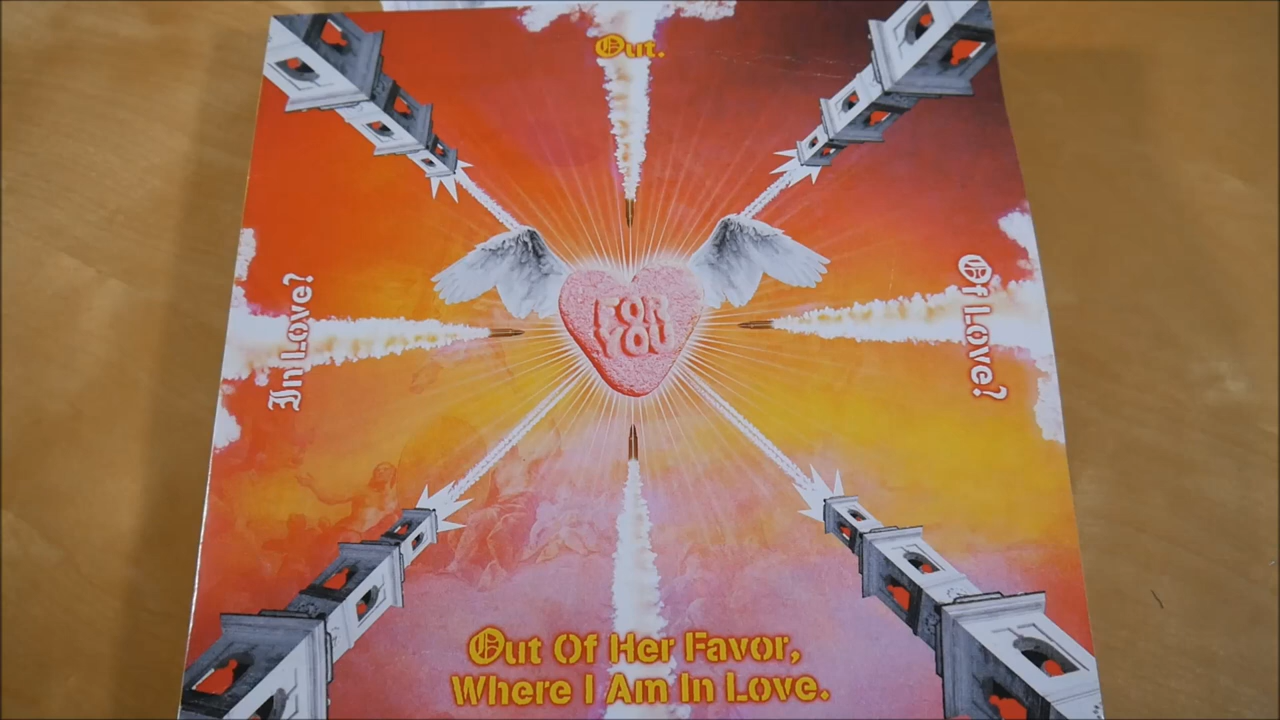 Out.
In Love?
FOR
YOU
Of Love?
Out Of Her Favor,
Where I Am In Love.